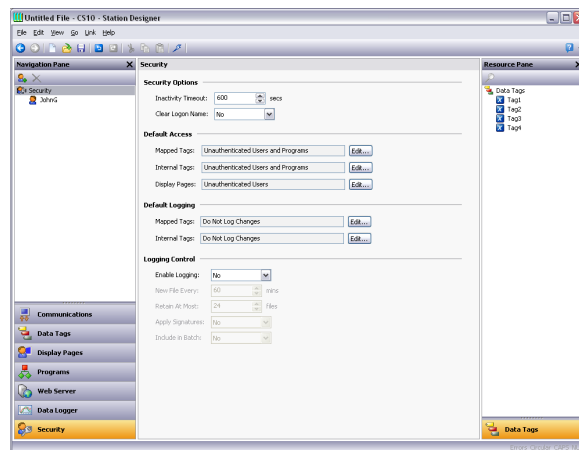 Untitled File - CS10 - Station Designer
File Edit View Go Link Help
Navigation Pane
Security
JohnG
Communications
Data Tags
Display Pages
Programs
Web Server
Data Logger
Security
Security
Security Options
Inactivity Timeout: 600 secs
Clear Logon Name: No
Default Access
Mapped Tags: Unauthenticated Users and Programs Edit...
Internal Tags: Unauthenticated Users and Programs Edit...
Display Pages: Unauthenticated Users Edit...
Default Logging
Mapped Tags: Do Not Log Changes Edit...
Internal Tags: Do Not Log Changes Edit...
Logging Control
Enable Logging: No
New File Every: 60 mins
Retain At Most: 24 files
Apply Signatures: No
Include in Batch: No
Resource Pane
Data Tags
Tag1
Tag2
Tag3
Tag4
Data Tags